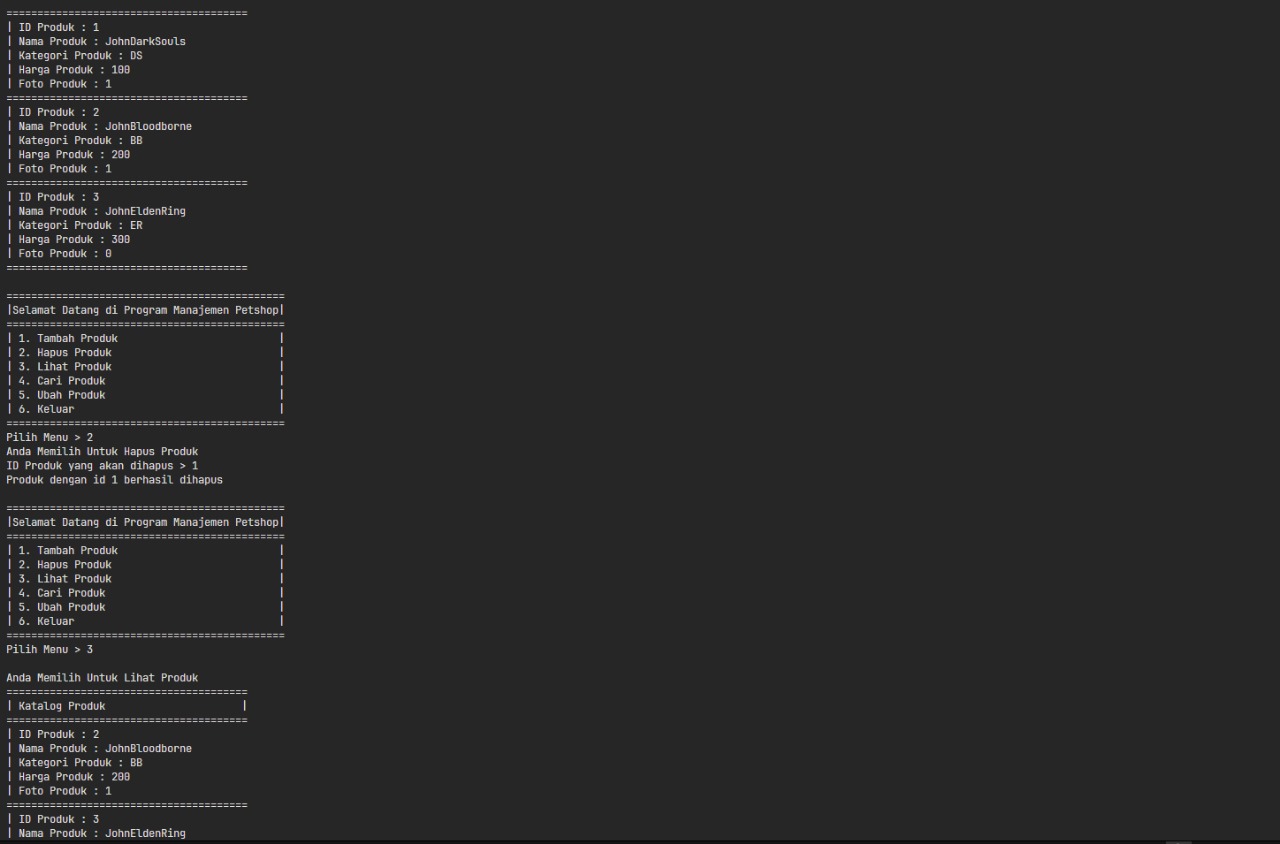 =======================================
| ID Produk : 1
| Nama Produk : JohnDarkSouls
| Kategori Produk : DS
| Harga Produk : 100
| Foto Produk : 1
=======================================
| ID Produk : 2
| Nama Produk : JohnBloodborne
| Kategori Produk : BB
| Harga Produk : 200
| Foto Produk : 1
=======================================
| ID Produk : 3
| Nama Produk : JohnEldenRing
| Kategori Produk : ER
| Harga Produk : 300
| Foto Produk : 0
=======================================

=============================================
|Selamat Datang di Program Manajemen Petshop|
=============================================
| 1. Tambah Produk                          |
| 2. Hapus Produk                           |
| 3. Lihat Produk                           |
| 4. Cari Produk                            |
| 5. Ubah Produk                            |
| 6. Keluar                                 |
=============================================
Pilih Menu > 2
Anda Memilih Untuk Hapus Produk
ID Produk yang akan dihapus > 1
Produk dengan id 1 berhasil dihapus

=============================================
|Selamat Datang di Program Manajemen Petshop|
=============================================
| 1. Tambah Produk                          |
| 2. Hapus Produk                           |
| 3. Lihat Produk                           |
| 4. Cari Produk                            |
| 5. Ubah Produk                            |
| 6. Keluar                                 |
=============================================
Pilih Menu > 3

Anda Memilih Untuk Lihat Produk
=======================================
| Katalog Produk                      |
=======================================
| ID Produk : 2
| Nama Produk : JohnBloodborne
| Kategori Produk : BB
| Harga Produk : 200
| Foto Produk : 1
=======================================
| ID Produk : 3
| Nama Produk : JohnEldenRing